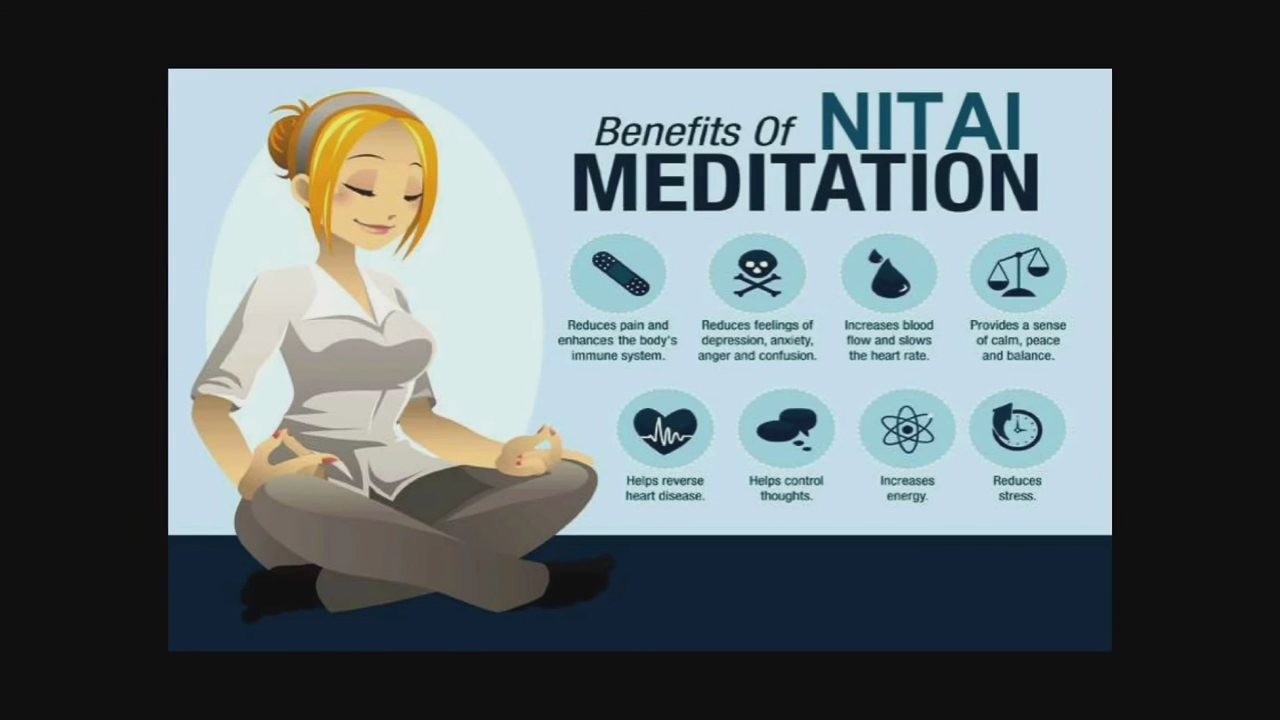 Benefits Of NITAI
MEDITATION
Reduces pain and
enhances the body's
immune system.
Reduces feelings of
depression, anxiety,
anger and confusion.
Increases blood
flow and slows
the heart rate.
Provides a sense
of calm, peace
and balance.
Helps reverse
heart disease.
Helps control
thoughts.
Increases
energy.
Reduces
stress.